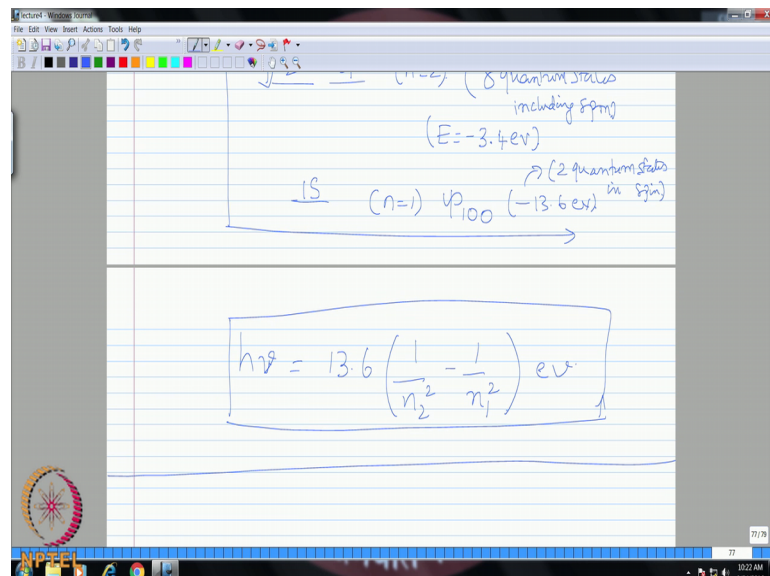 lecture4 - Windows Journal
File Edit View Insert Actions Tools Help
(n=2) (8 quantum states
including spin)
(E=-3.4ev)
(2 quantum states
in spin)
1S (n=1) φ100 (-13.6 ev)
hν = 13.6 (1/n₂² - 1/n₁²) ev
77/79
77
NPTEL
10:22 AM